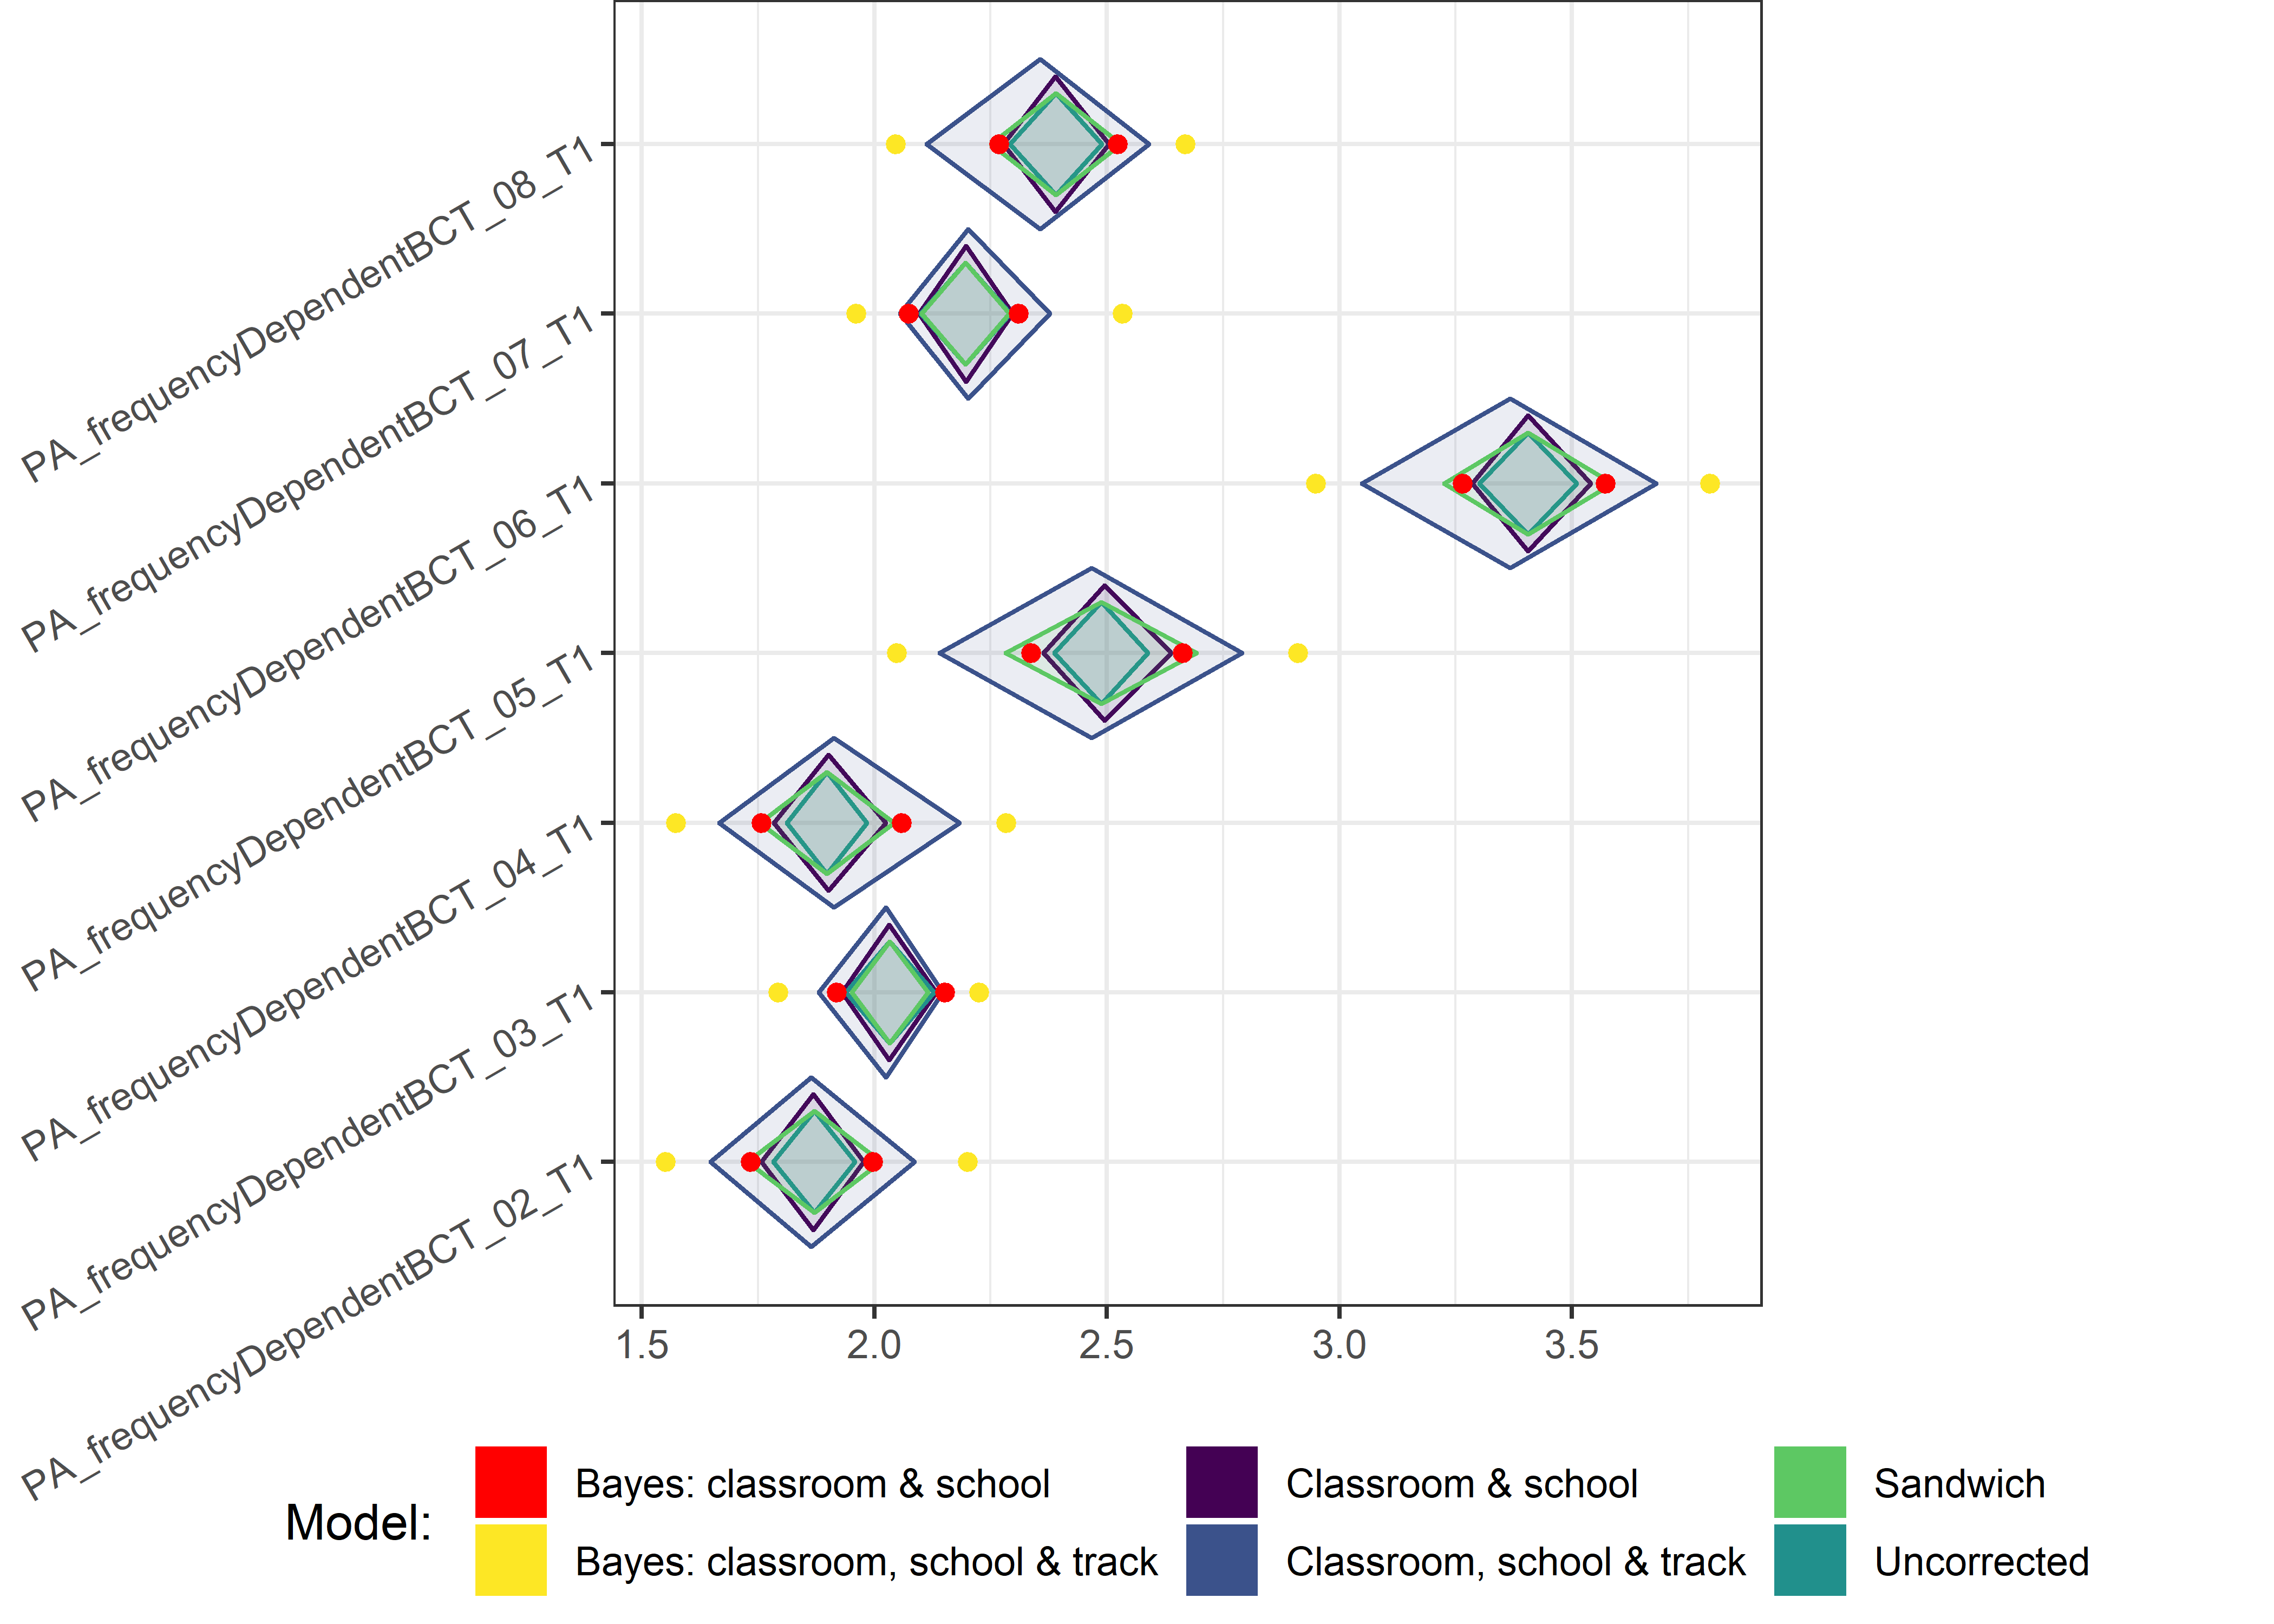 PA_frequencyDependentBCT_08_T1
PA_frequencyDependentBCT_07_T1
PA_frequencyDependentBCT_06_T1
PA_frequencyDependentBCT_05_T1
PA_frequencyDependentBCT_04_T1
PA_frequencyDependentBCT_03_T1
PA_frequencyDependentBCT_02_T1
1.5 2.0 2.5 3.0 3.5
Model:
Bayes: classroom & school Classroom & school Sandwich
Bayes: classroom, school & track Classroom, school & track Uncorrected